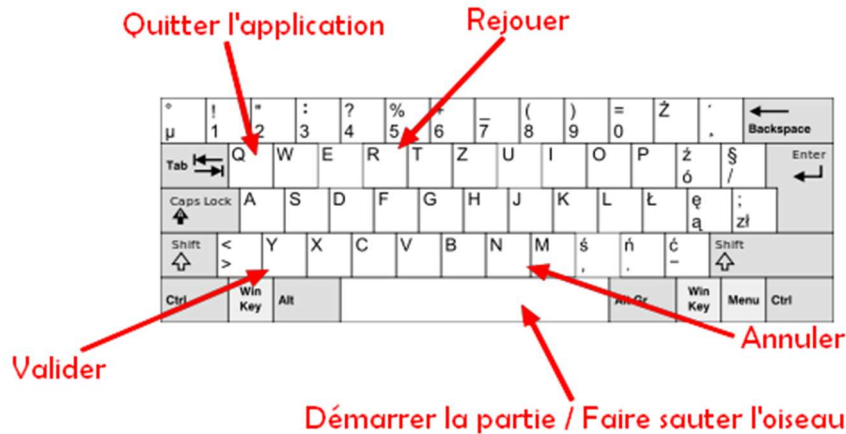 Quitter l'application
Rejouer
° ! " : ? % + _ ( ) = Ż ´ Backspace
µ 1 2 3 4 5 6 7 8 9 0 ¸
Tab Q W E R T Z U I O P ż § Enter
ó /
Caps Lock A S D F G H J K L Ł ę ;
ą zł
Shift < Y X C V B N M ś ń ć Shift
> , . –
Ctrl Win Key Alt Alt Gr Win Key Menu Ctrl
Annuler
Valider
Démarrer la partie / Faire sauter l'oiseau